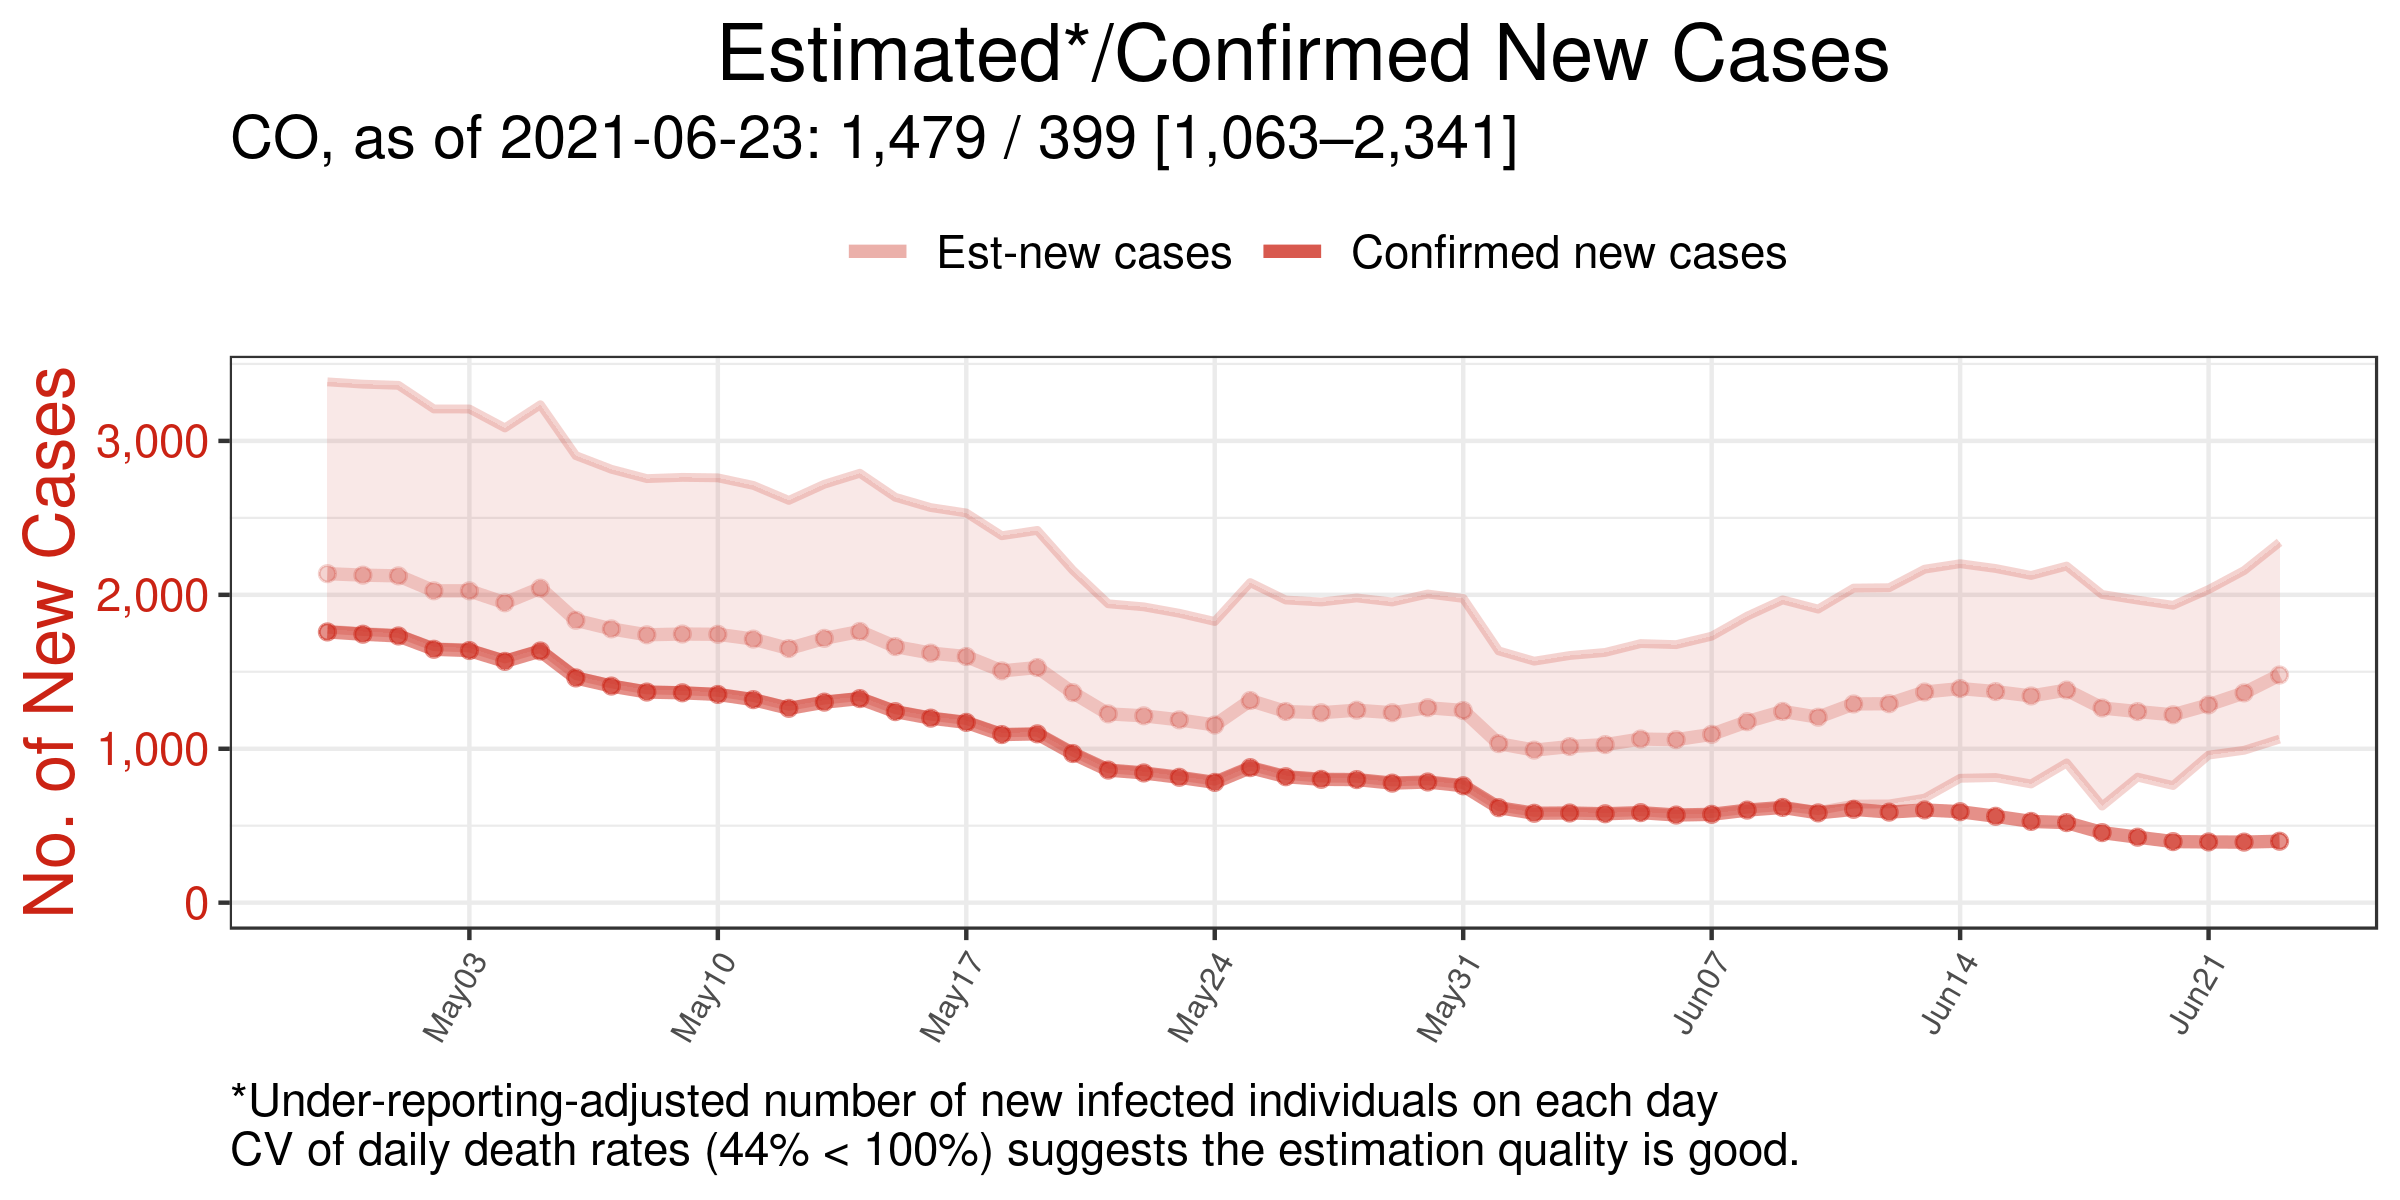 Estimated*/Confirmed New Cases
CO, as of 2021-06-23: 1,479 / 399 [1,063–2,341]
Est-new cases
Confirmed new cases
No. of New Cases
3,000
2,000
1,000
0
May03
May10
May17
May24
May31
Jun07
Jun14
Jun21
*Under-reporting-adjusted number of new infected individuals on each day
CV of daily death rates (44% < 100%) suggests the estimation quality is good.